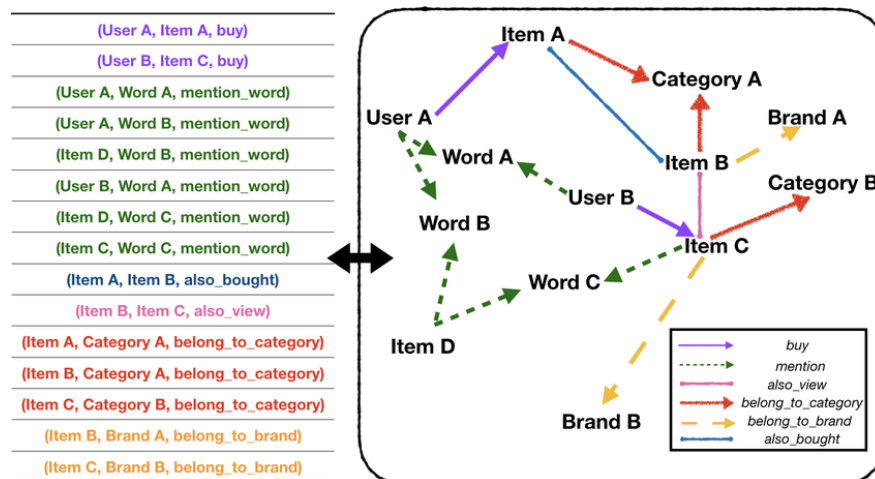 (User A, Item A, buy)
(User B, Item C, buy)
(User A, Word A, mention_word)
(User A, Word B, mention_word)
(Item D, Word B, mention_word)
(User B, Word A, mention_word)
(Item D, Word C, mention_word)
(Item C, Word C, mention_word)
(Item A, Item B, also_bought)
(Item B, Item C, also_view)
(Item A, Category A, belong_to_category)
(Item B, Category A, belong_to_category)
(Item C, Category B, belong_to_category)
(Item B, Brand A, belong_to_brand)
(Item C, Brand B, belong_to_brand)
Item A
Category A
User A
Brand A
Word A
Item B
Category B
User B
Word B
Item C
Word C
Item D
Brand B
buy
mention
also_view
belong_to_category
belong_to_brand
also_bought